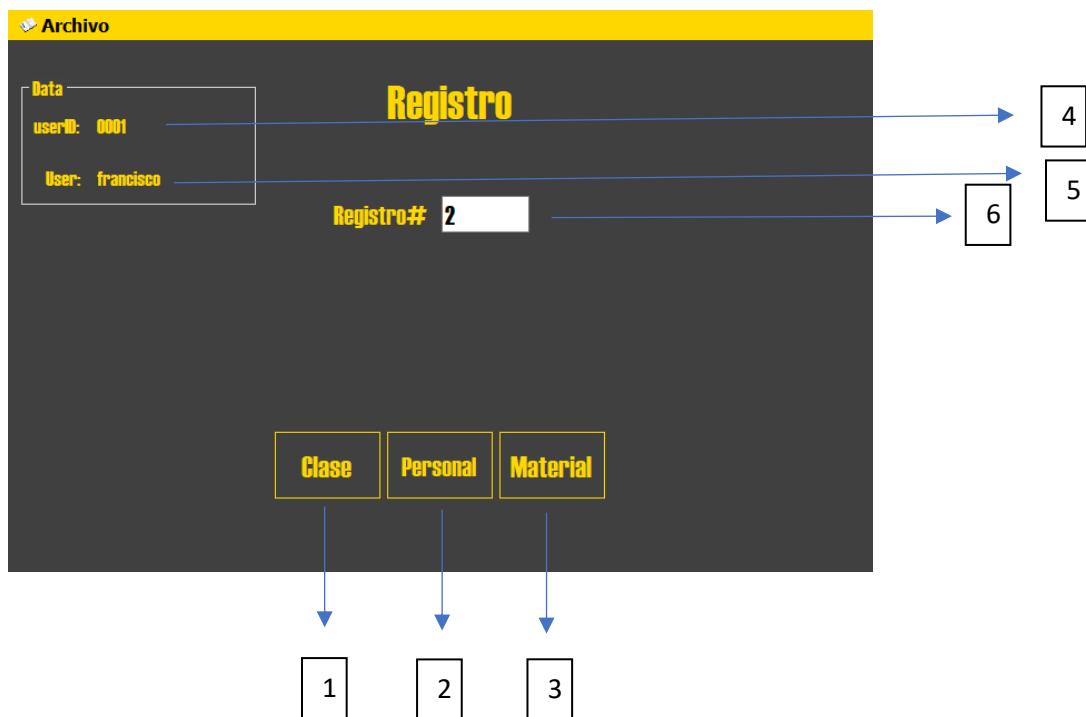 Archivo
Data
Registro
userID: 0001
4
User: francisco
5
Registro# 2
6
Clase Personal Material
1 2 3